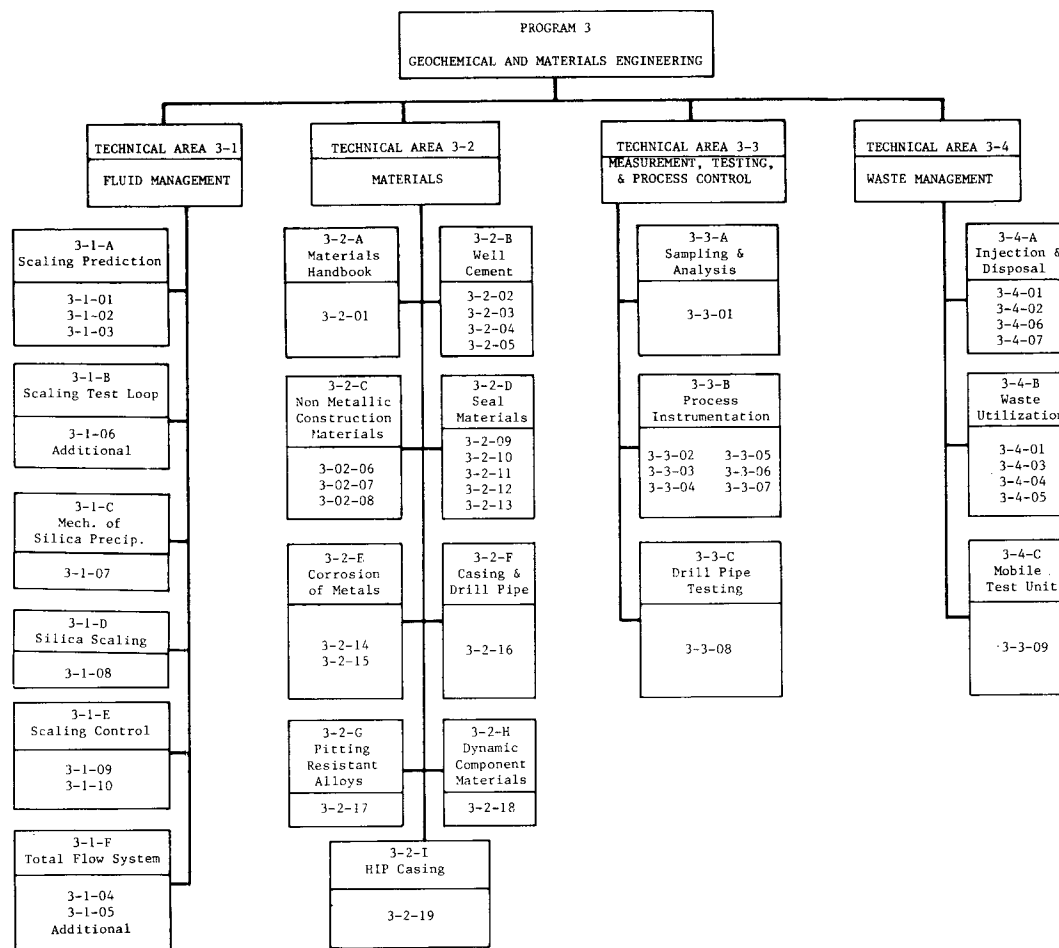 PROGRAM 3
GEOCHEMICAL AND MATERIALS ENGINEERING
TECHNICAL AREA 3-1
FLUID MANAGEMENT
3-1-A
Scaling Prediction
3-1-01
3-1-02
3-1-03
3-1-B
Scaling Test Loop
3-1-06
Additional
3-1-C
Mech. of
Silica Precip.
3-1-07
3-1-D
Silica Scaling
3-1-08
3-1-E
Scaling Control
3-1-09
3-1-10
3-1-F
Total Flow System
3-1-04
3-1-05
Additional
TECHNICAL AREA 3-2
MATERIALS
3-2-A
Materials
Handbook
3-2-01
3-2-B
Well
Cement
3-2-02
3-2-03
3-2-04
3-2-05
3-2-C
Non Metallic
Construction
Materials
3-02-06
3-02-07
3-02-08
3-2-D
Seal
Materials
3-2-09
3-2-10
3-2-11
3-2-12
3-2-13
3-2-E
Corrosion
of Metals
3-2-14
3-2-15
3-2-F
Casing &
Drill Pipe
3-2-16
3-2-G
Pitting
Resistant
Alloys
3-2-17
3-2-H
Dynamic
Component
Materials
3-2-18
3-2-I
HIP Casing
3-2-19
TECHNICAL AREA 3-3
MEASUREMENT, TESTING,
& PROCESS CONTROL
3-3-A
Sampling &
Analysis
3-3-01
3-3-B
Process
Instrumentation
3-3-02 3-3-05
3-3-03 3-3-06
3-3-04 3-3-07
3-3-C
Drill Pipe
Testing
3-3-08
TECHNICAL AREA 3-4
WASTE MANAGEMENT
3-4-A
Injection &
Disposal
3-4-01
3-4-02
3-4-06
3-4-07
3-4-B
Waste
Utilization
3-4-01
3-4-03
3-4-04
3-4-05
3-4-C
Mobile
Test Unit
3-3-09